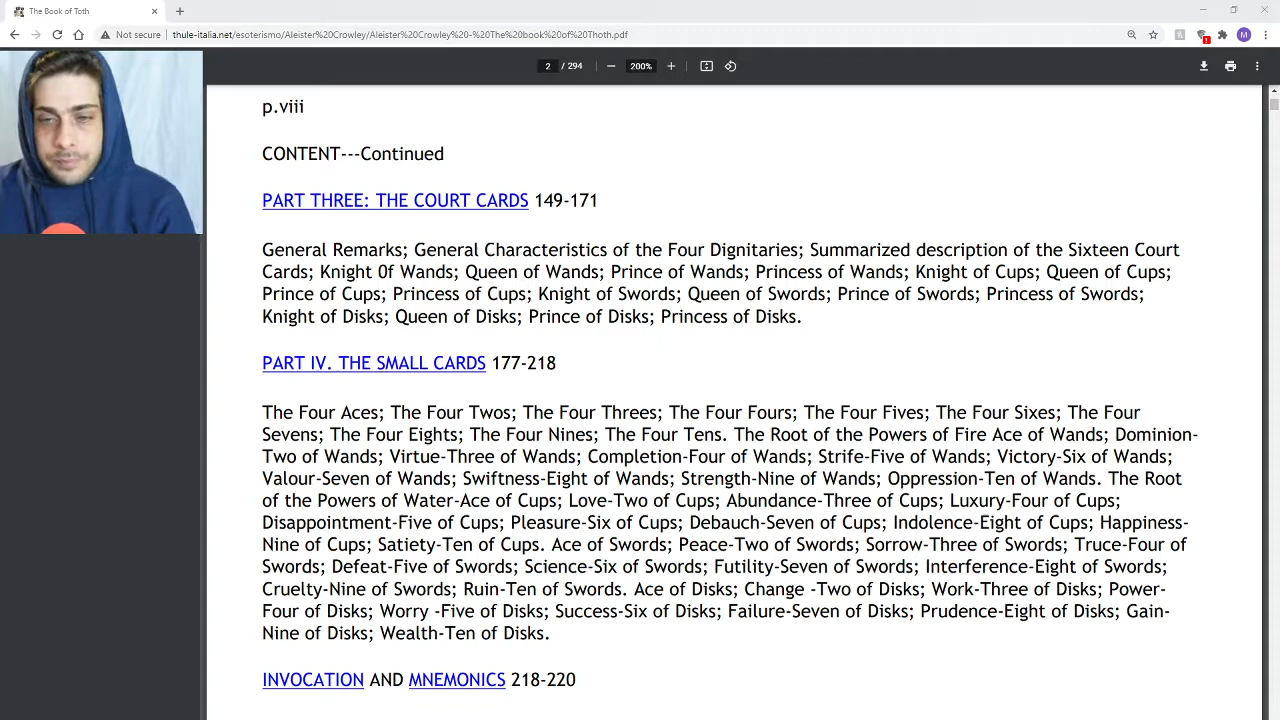 The Book of Toth
Not secure
thule-italia.net/esoterismo/Aleister%20Crowley/Aleister%20Crowley%20-%20The%20book%20of%20Thoth.pdf
M
2 / 294
200%
p.viii
CONTENT---Continued
PART THREE: THE COURT CARDS 149-171
General Remarks; General Characteristics of the Four Dignitaries; Summarized description of the Sixteen Court
Cards; Knight 0f Wands; Queen of Wands; Prince of Wands; Princess of Wands; Knight of Cups; Queen of Cups;
Prince of Cups; Princess of Cups; Knight of Swords; Queen of Swords; Prince of Swords; Princess of Swords;
Knight of Disks; Queen of Disks; Prince of Disks; Princess of Disks.
PART IV. THE SMALL CARDS 177-218
The Four Aces; The Four Twos; The Four Threes; The Four Fours; The Four Fives; The Four Sixes; The Four
Sevens; The Four Eights; The Four Nines; The Four Tens. The Root of the Powers of Fire Ace of Wands; Dominion-
Two of Wands; Virtue-Three of Wands; Completion-Four of Wands; Strife-Five of Wands; Victory-Six of Wands;
Valour-Seven of Wands; Swiftness-Eight of Wands; Strength-Nine of Wands; Oppression-Ten of Wands. The Root
of the Powers of Water-Ace of Cups; Love-Two of Cups; Abundance-Three of Cups; Luxury-Four of Cups;
Disappointment-Five of Cups; Pleasure-Six of Cups; Debauch-Seven of Cups; Indolence-Eight of Cups; Happiness-
Nine of Cups; Satiety-Ten of Cups. Ace of Swords; Peace-Two of Swords; Sorrow-Three of Swords; Truce-Four of
Swords; Defeat-Five of Swords; Science-Six of Swords; Futility-Seven of Swords; Interference-Eight of Swords;
Cruelty-Nine of Swords; Ruin-Ten of Swords. Ace of Disks; Change -Two of Disks; Work-Three of Disks; Power-
Four of Disks; Worry -Five of Disks; Success-Six of Disks; Failure-Seven of Disks; Prudence-Eight of Disks; Gain-
Nine of Disks; Wealth-Ten of Disks.
INVOCATION AND MNEMONICS 218-220